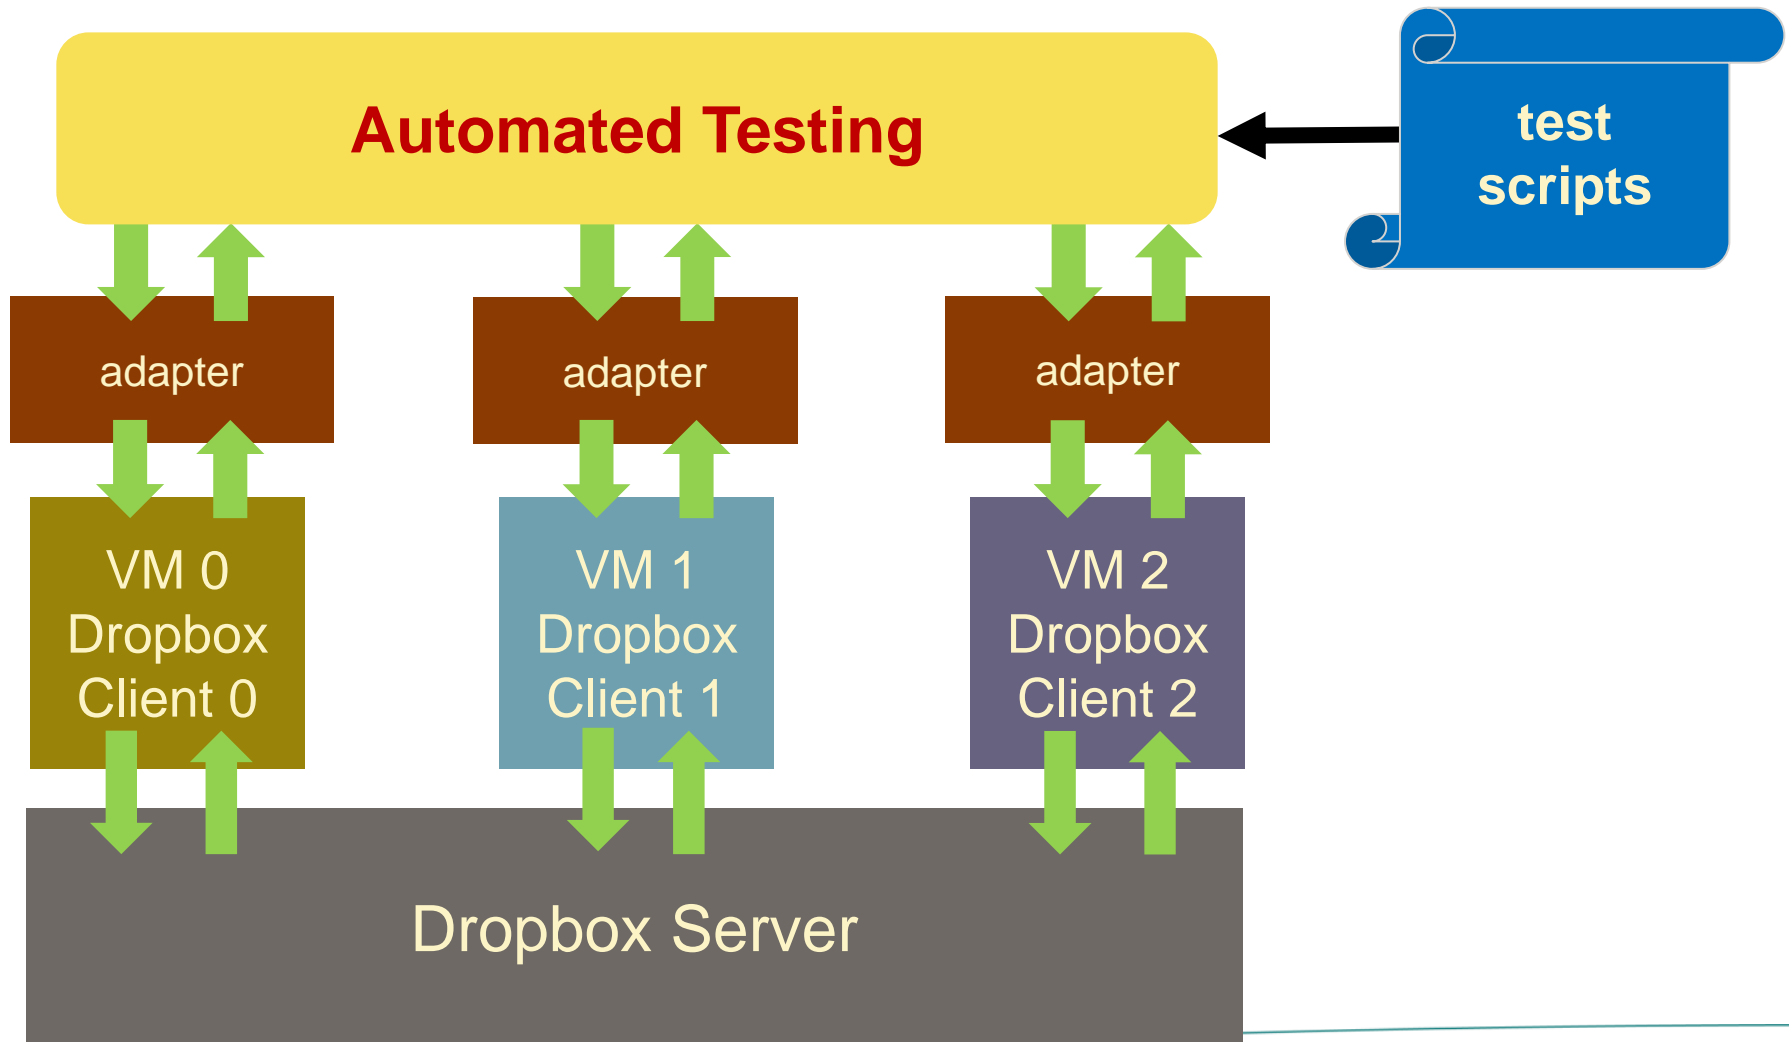 Automated Testing
test
scripts
adapter
adapter
adapter
VM 0
Dropbox
Client 0
VM 1
Dropbox
Client 1
VM 2
Dropbox
Client 2
Dropbox Server